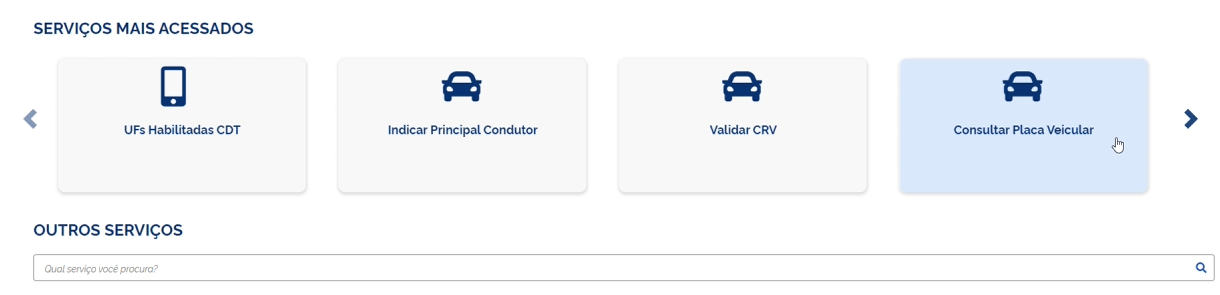 SERVIÇOS MAIS ACESSADOS
UFs Habilitadas CDT
Indicar Principal Condutor
Validar CRV
Consultar Placa Veicular
OUTROS SERVIÇOS
Qual serviço você procura?